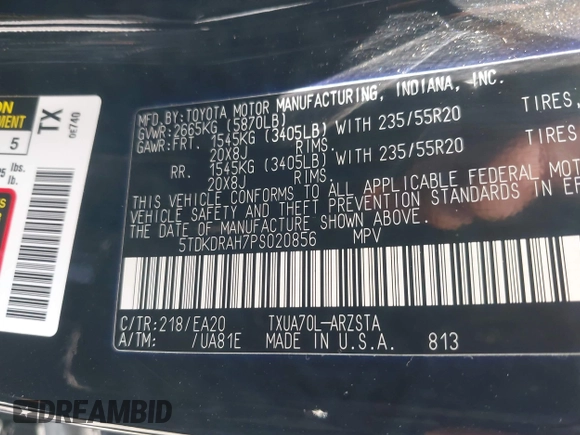 MFD.BY:TOYOTA MOTOR MANUFACTURING, INDIANA, INC.
GVWR: 2665KG (5870LB)
GAWR:FRT. 1545KG (3405LB) WITH 235/55R20 TIRES.
20X8J RIMS.
RR. 1545KG (3405LB) WITH 235/55R20 TIRES.
20X8J RIMS.
THIS VEHICLE CONFORMS TO ALL APPLICABLE FEDERAL MOT
VEHICLE SAFETY AND THEFT PREVENTION STANDARDS IN EF
THE DATE OF MANUFACTURE SHOWN ABOVE.
5TDKDRAH7PS020856 MPV
C/TR:218/EA20 TXUA70L-ARZSTA
A/TM: /UA81E MADE IN U.S.A. 813
TX
0E740
5
lbs.
lb.
DREAMBID